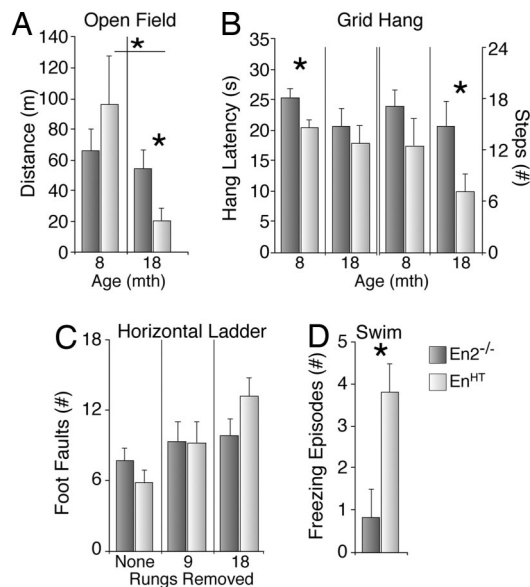 A
Open Field
*
*
Distance (m)
140
120
100
80
60
40
20
0
8
18
Age (mth)
B
Grid Hang
*
*
Hang Latency (s)
35
30
25
20
15
10
5
0
24
18
12
6
0
Steps (#)
8
18
8
18
Age (mth)
C
Horizontal Ladder
Foot Faults (#)
18
12
9
6
0
None
9
18
Rungs Removed
D
Swim
*
Freezing Episodes (#)
5
4
3
2
1
0
En2-/-
EnHT